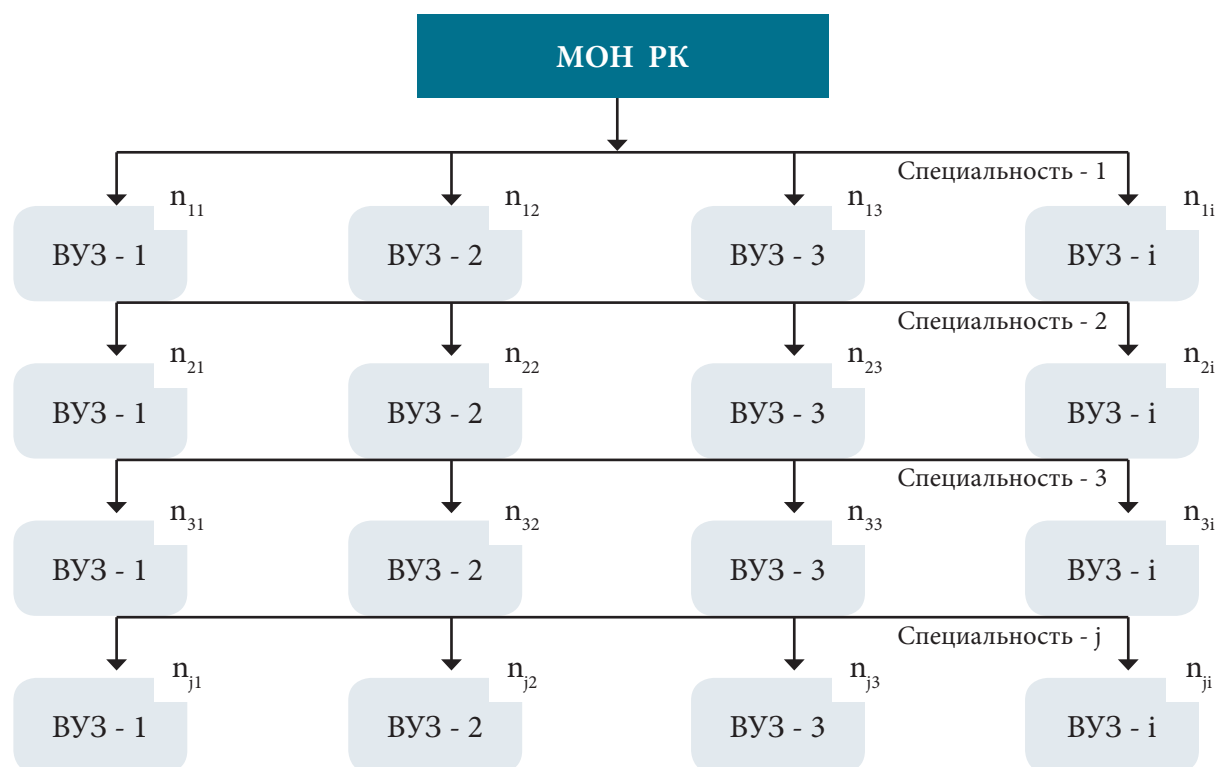 МОН РК
Специальность - 1
n11 n12 n13 n1i
ВУЗ - 1 ВУЗ - 2 ВУЗ - 3 ВУЗ - i
Специальность - 2
n21 n22 n23 n2i
ВУЗ - 1 ВУЗ - 2 ВУЗ - 3 ВУЗ - i
Специальность - 3
n31 n32 n33 n3i
ВУЗ - 1 ВУЗ - 2 ВУЗ - 3 ВУЗ - i
Специальность - j
nj1 nj2 nj3 nji
ВУЗ - 1 ВУЗ - 2 ВУЗ - 3 ВУЗ - i